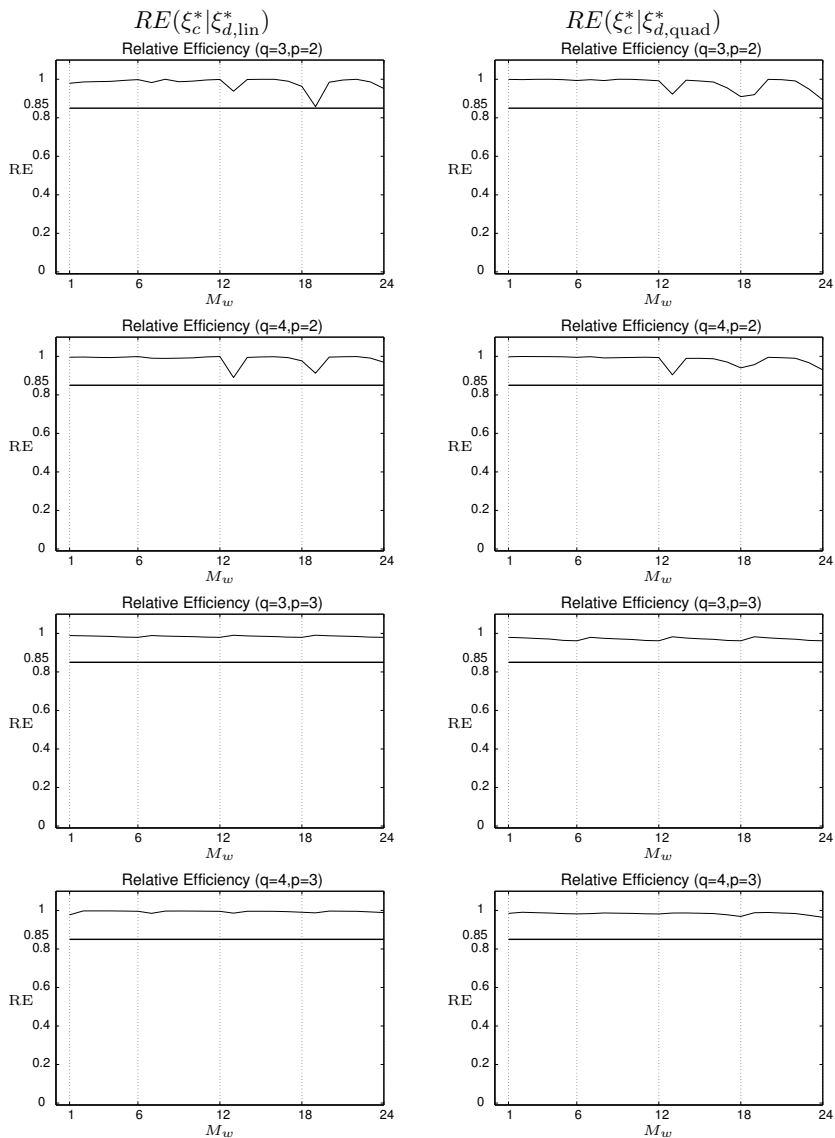 RE(ξ*c|ξ*d,lin) RE(ξ*c|ξ*d,quad)
Relative Efficiency (q=3,p=2)
1
0.85
0.8
0.6
RE
0.4
0.2
0
1 6 12 18 24
Mw
Relative Efficiency (q=3,p=2)
1
0.85
0.8
0.6
RE
0.4
0.2
0
1 6 12 18 24
Mw
Relative Efficiency (q=4,p=2)
1
0.85
0.8
0.6
RE
0.4
0.2
0
1 6 12 18 24
Mw
Relative Efficiency (q=4,p=2)
1
0.85
0.8
0.6
RE
0.4
0.2
0
1 6 12 18 24
Mw
Relative Efficiency (q=3,p=3)
1
0.85
0.8
0.6
RE
0.4
0.2
0
1 6 12 18 24
Mw
Relative Efficiency (q=3,p=3)
1
0.85
0.8
0.6
RE
0.4
0.2
0
1 6 12 18 24
Mw
Relative Efficiency (q=4,p=3)
1
0.85
0.8
0.6
RE
0.4
0.2
0
1 6 12 18 24
Mw
Relative Efficiency (q=4,p=3)
1
0.85
0.8
0.6
RE
0.4
0.2
0
1 6 12 18 24
Mw